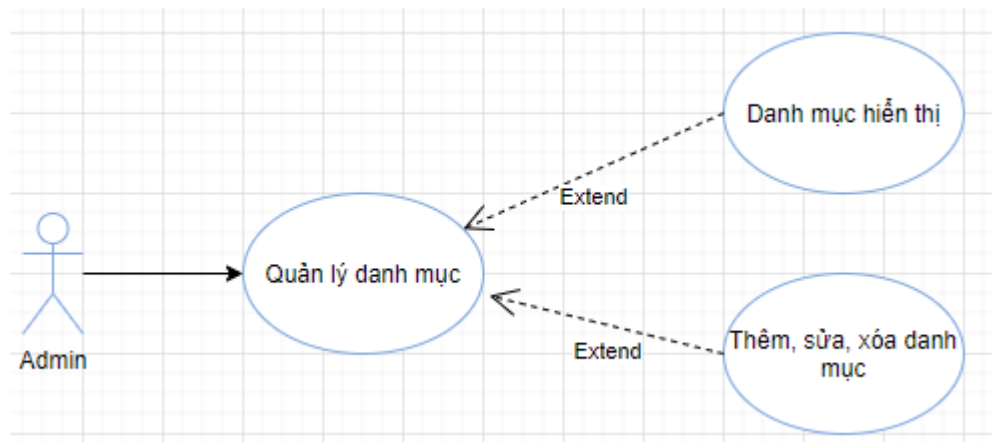 Danh mục hiển thị
Extend
Quản lý danh mục
Extend
Thêm, sửa, xóa danh
mục
Admin